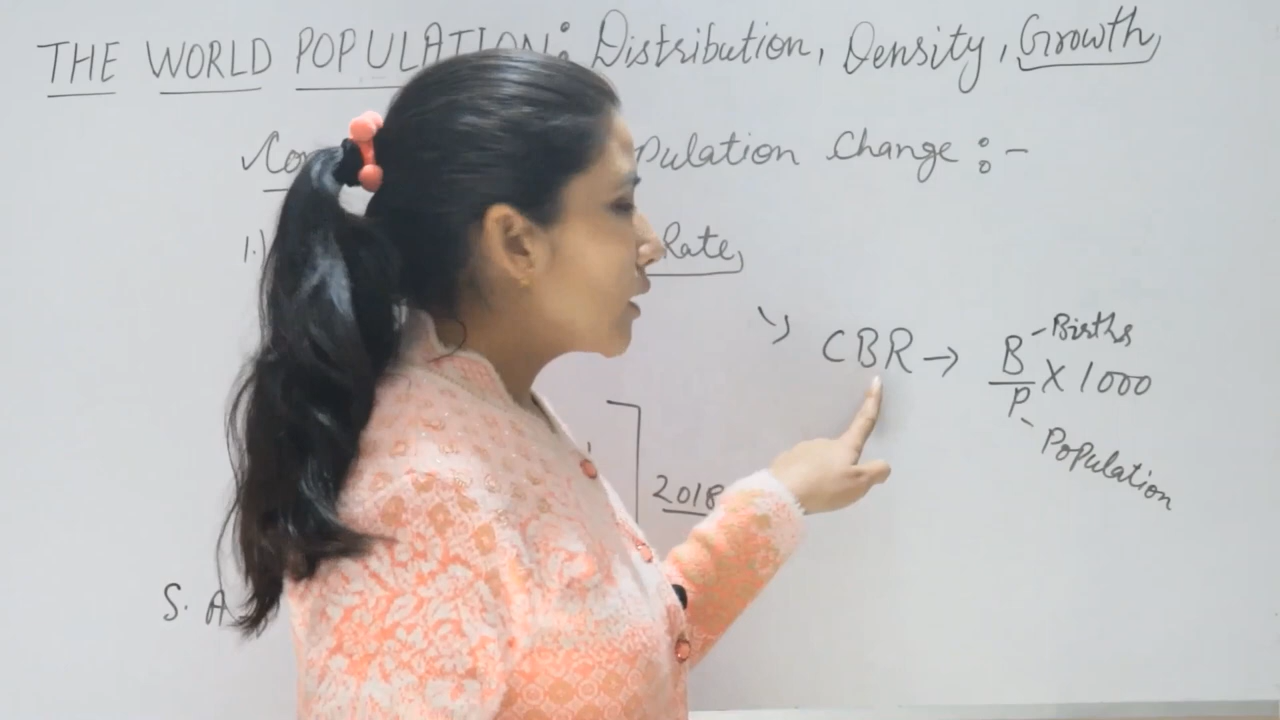 THE WORLD POPULATION: Distribution, Density, Growth,
pulation Change :-
1.) Rate,
CBR → B/P X 1000
Births
Population
2018
S. A